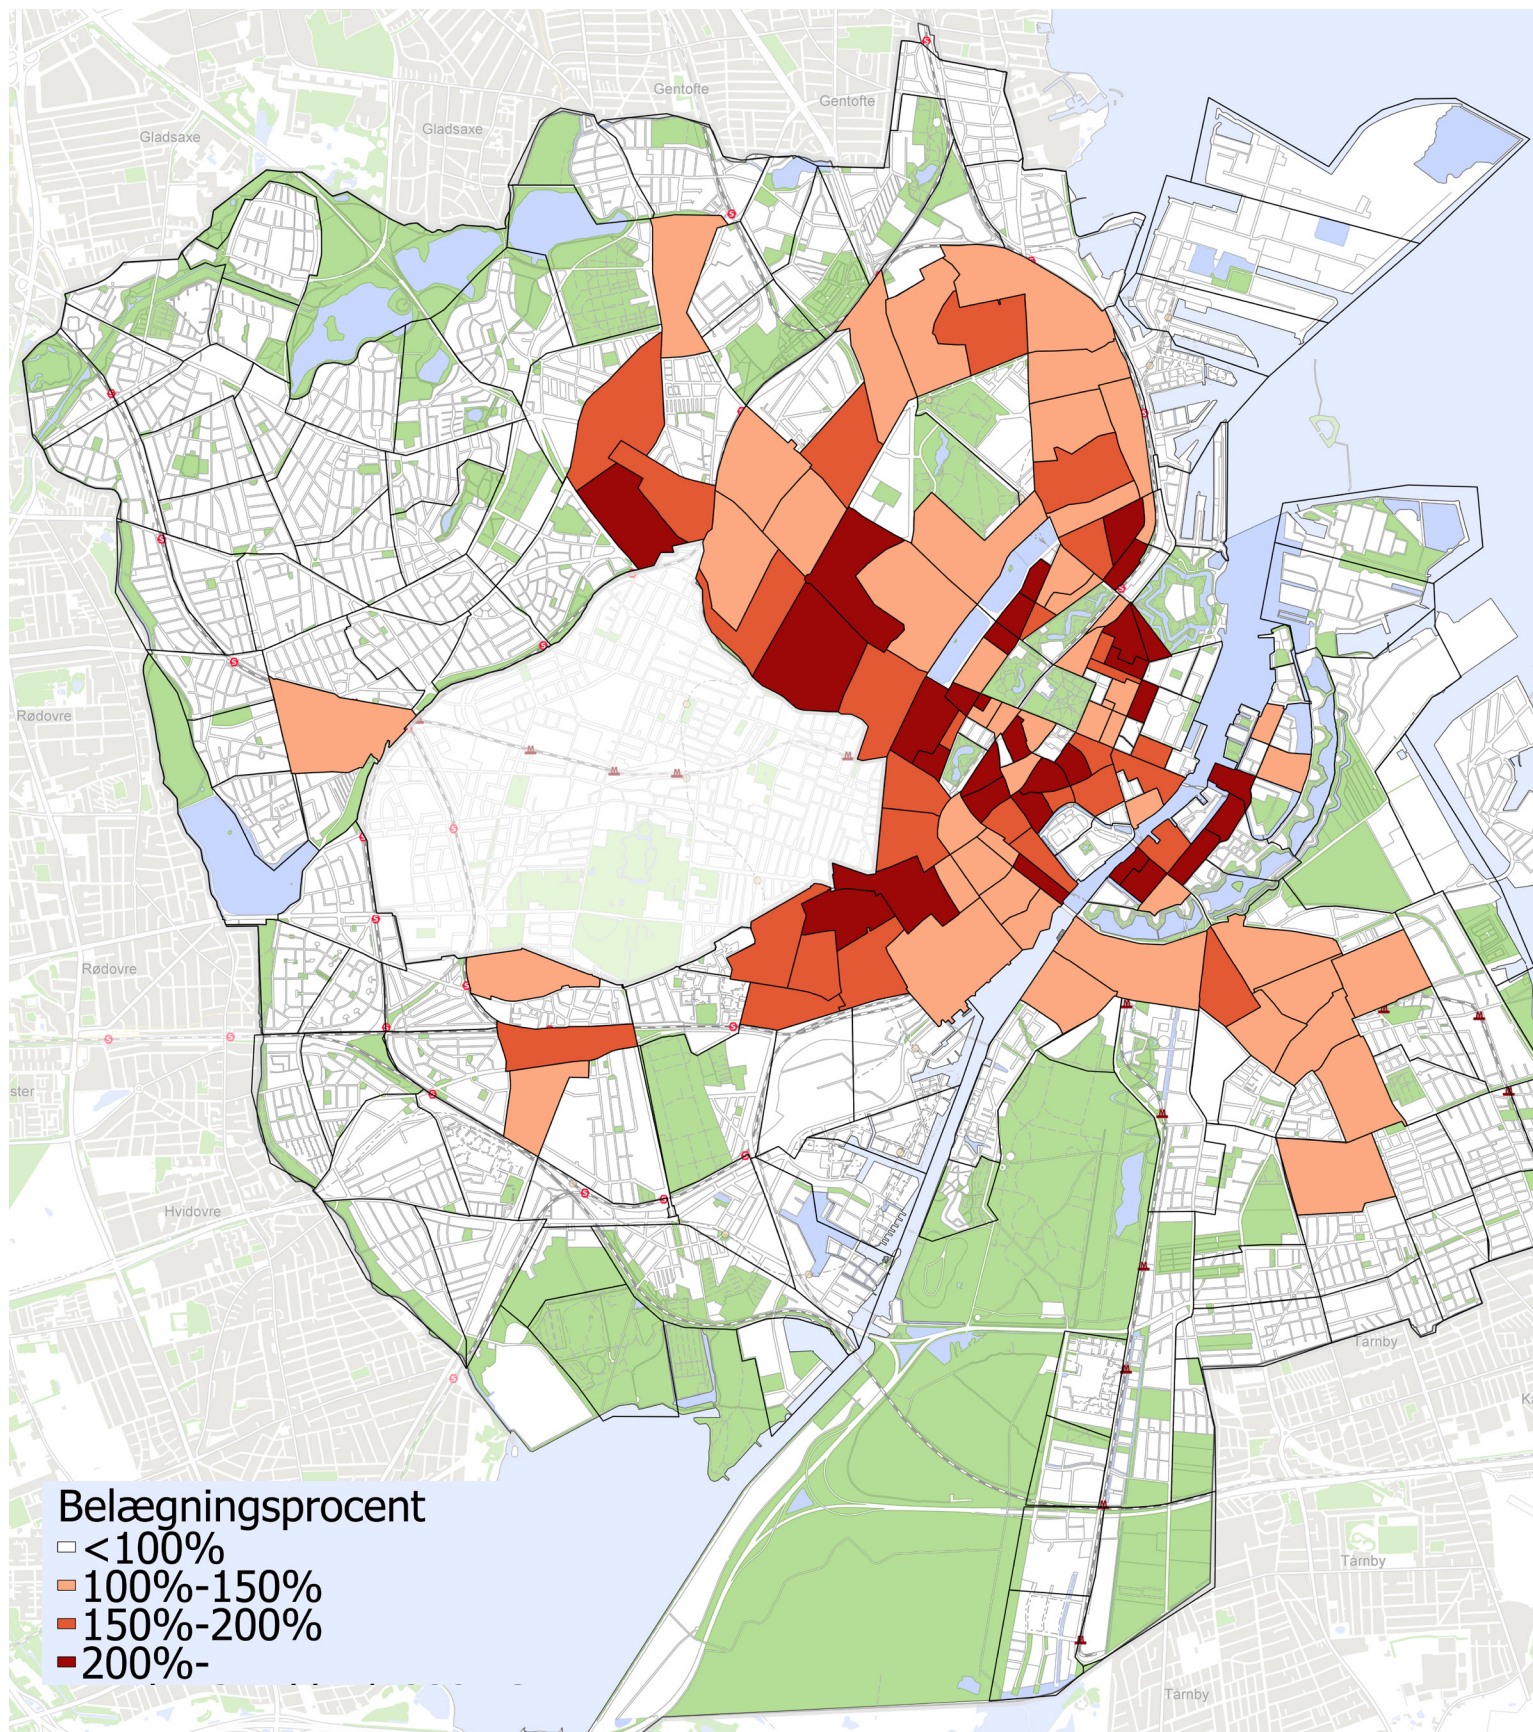 Gentofte
Gentofte
Gladsaxe
Gladsaxe
Rødovre
Rødovre
Hvidovre
Tårnby
Tårnby
Tårnby
ster
K
Belægningsprocent
<100%
100%-150%
150%-200%
200%-